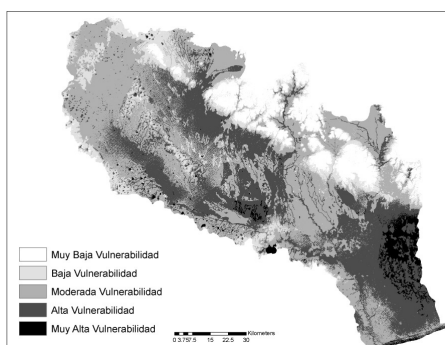 Muy Baja Vulnerabilidad
Baja Vulnerabilidad
Moderada Vulnerabilidad
Alta Vulnerabilidad
Muy Alta Vulnerabilidad
Kilometers
0 3.757.5 15 22.5 30